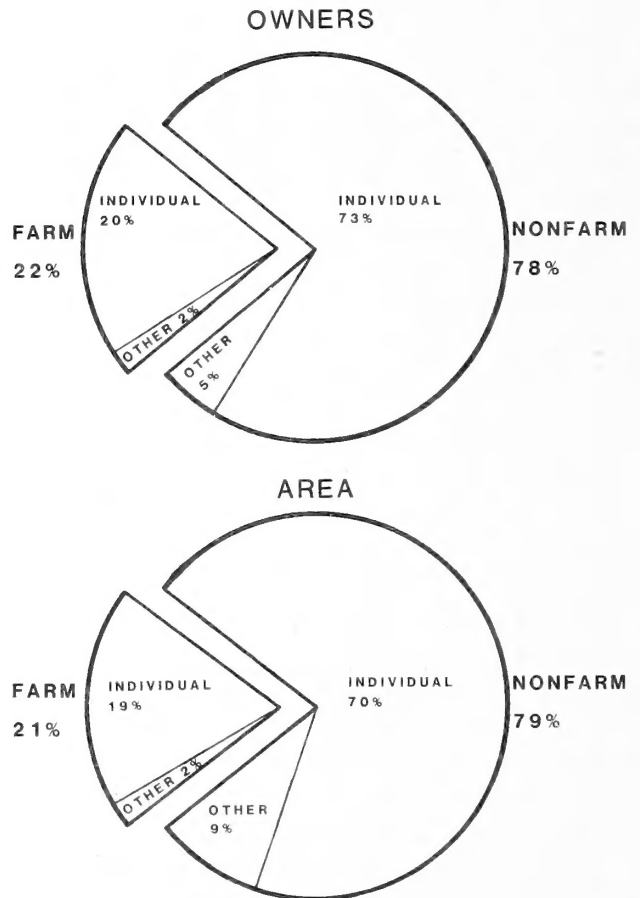 OWNERS
INDIVIDUAL
20%
INDIVIDUAL
73%
FARM
22%
NONFARM
78%
OTHER 2%
OTHER
5%
AREA
INDIVIDUAL
19%
INDIVIDUAL
70%
FARM
21%
NONFARM
79%
OTHER 2%
OTHER
9%